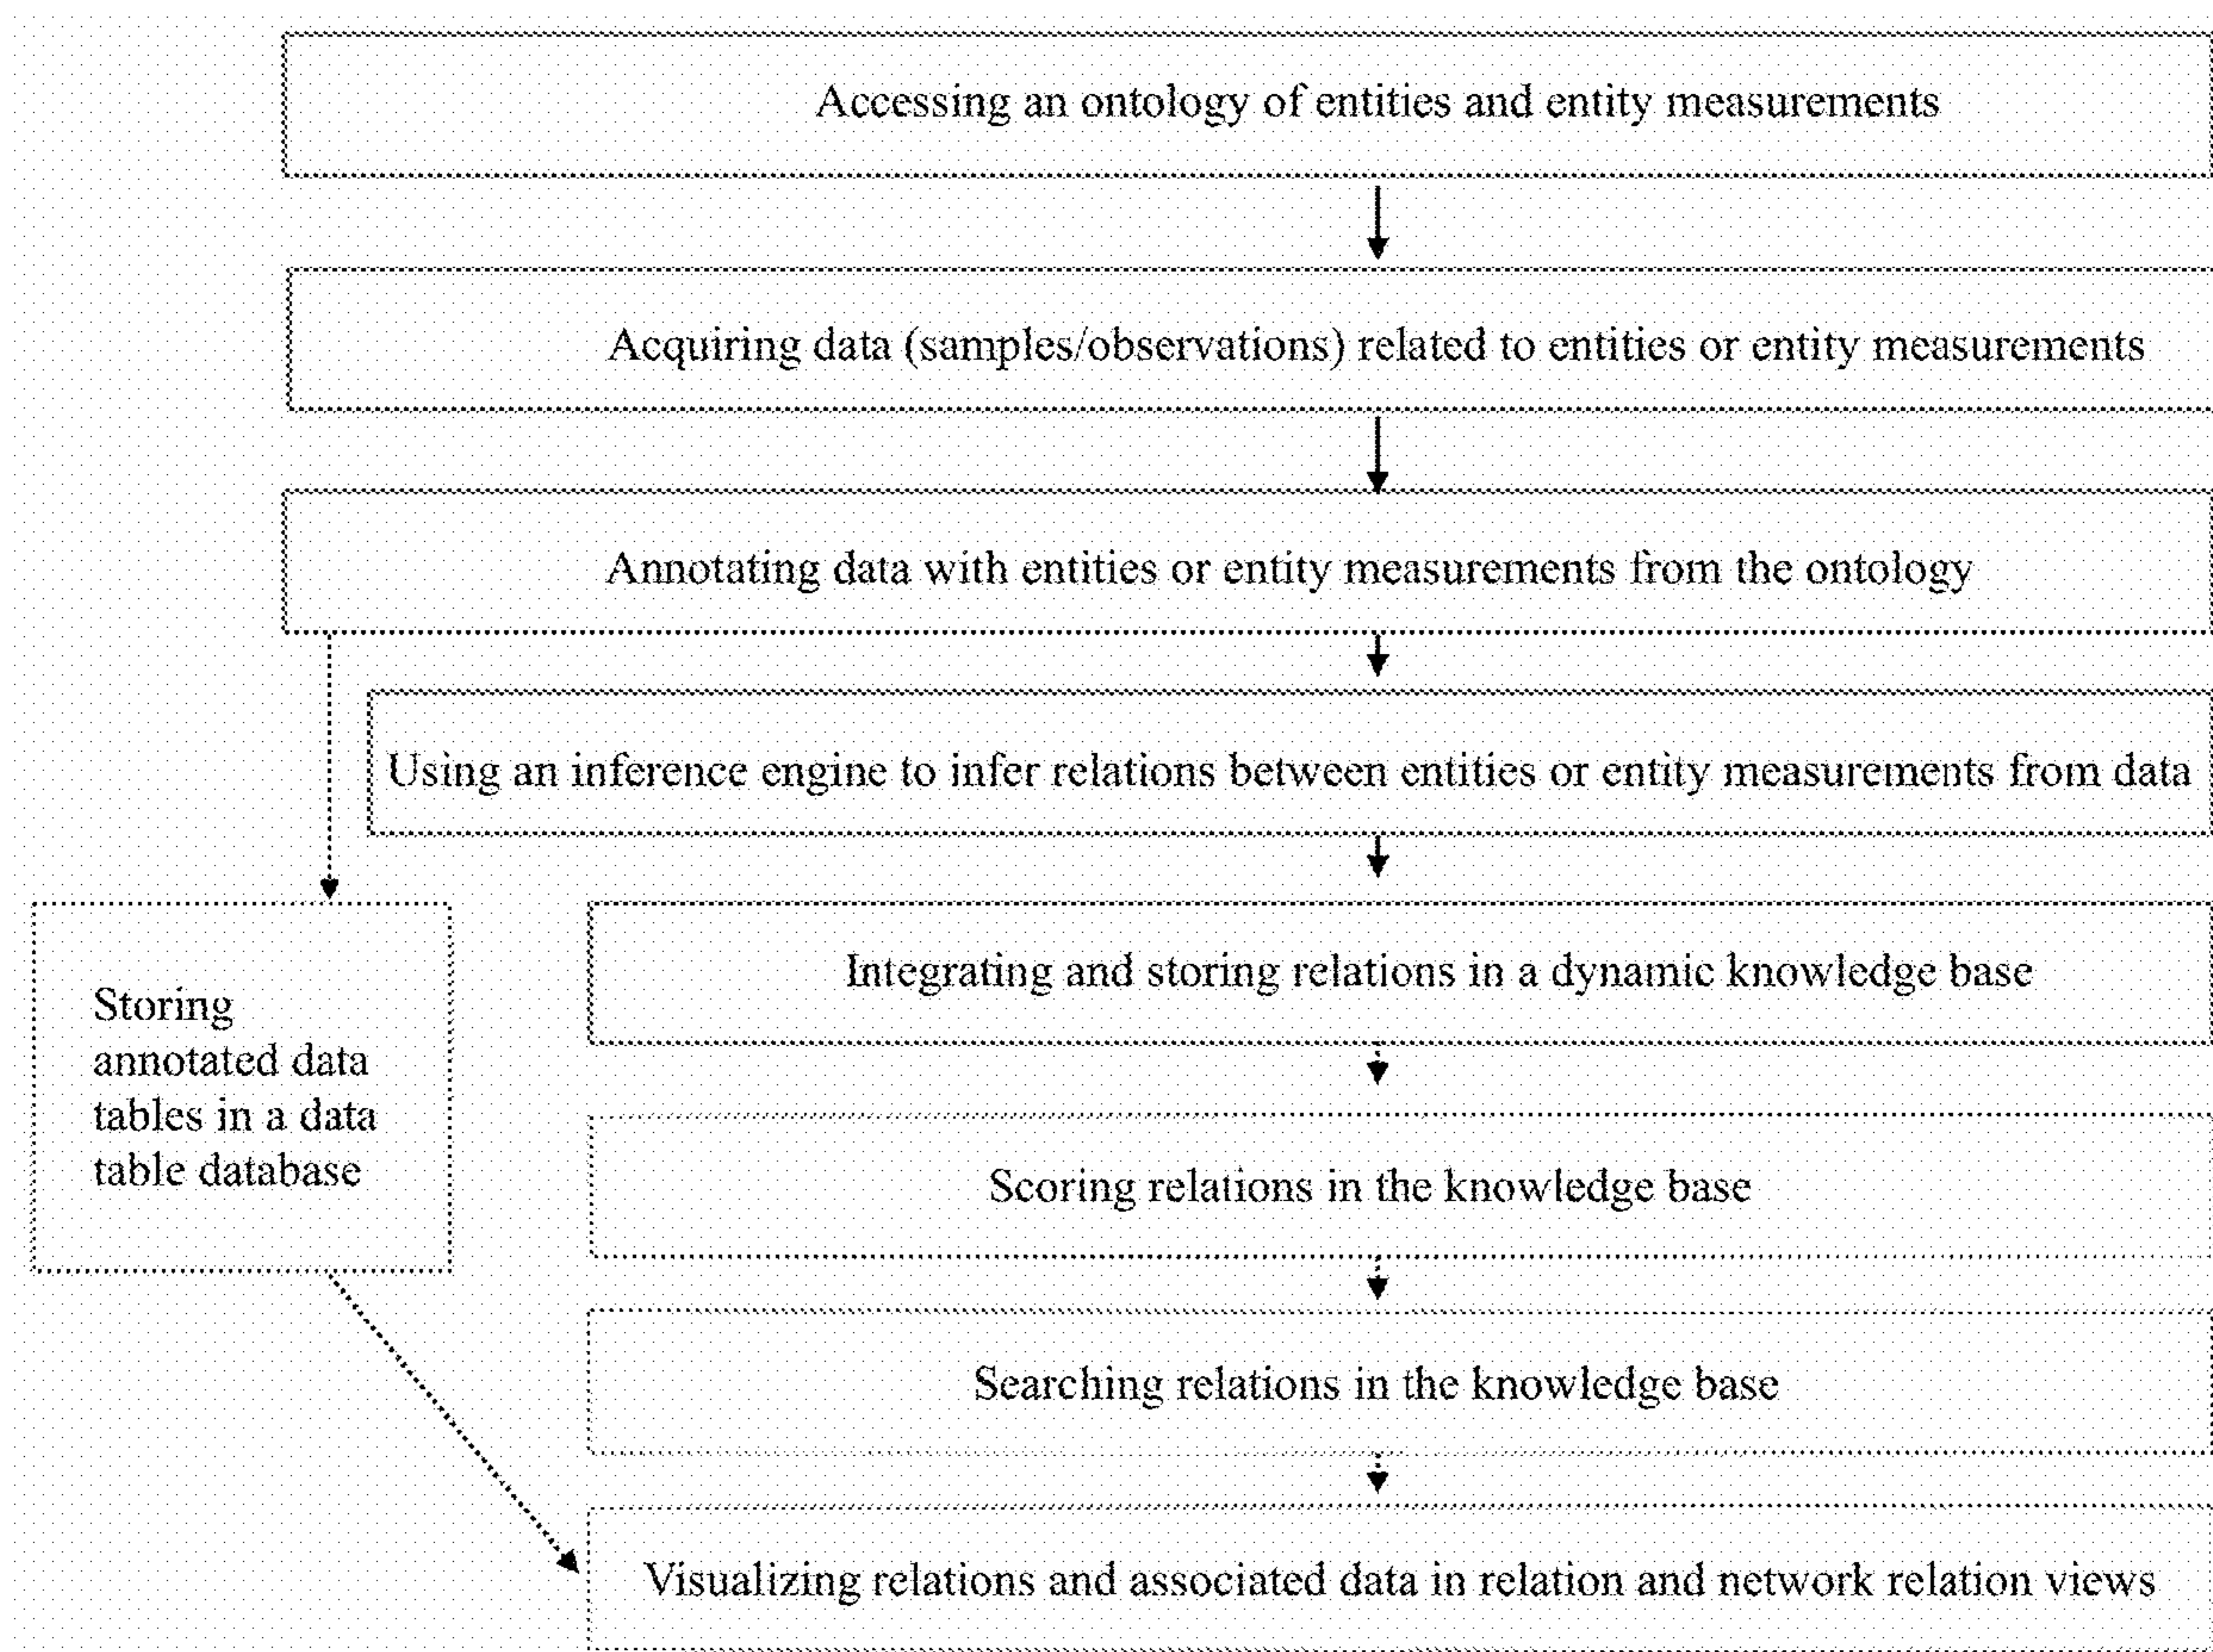 Accessing an ontology of entities and entity measurements
Acquiring data (samples/observations) related to entities or entity measurements
Annotating data with entities or entity measurements from the ontology
Using an inference engine to infer relations between entities or entity measurements from data
Integrating and storing relations in a dynamic knowledge base
Storing
annotated data
tables in a data
table database
Scoring relations in the knowledge base
Searching relations in the knowledge base
Visualizing relations and associated data in relation and network relation views